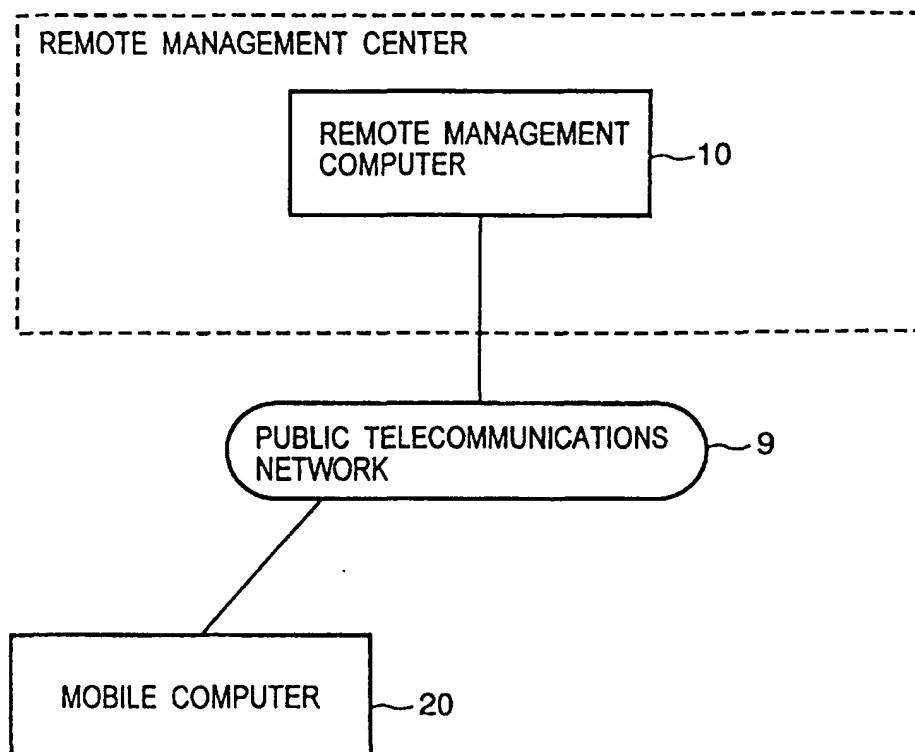 REMOTE MANAGEMENT CENTER
REMOTE MANAGEMENT
COMPUTER
10
PUBLIC TELECOMMUNICATIONS
NETWORK
9
MOBILE COMPUTER
20